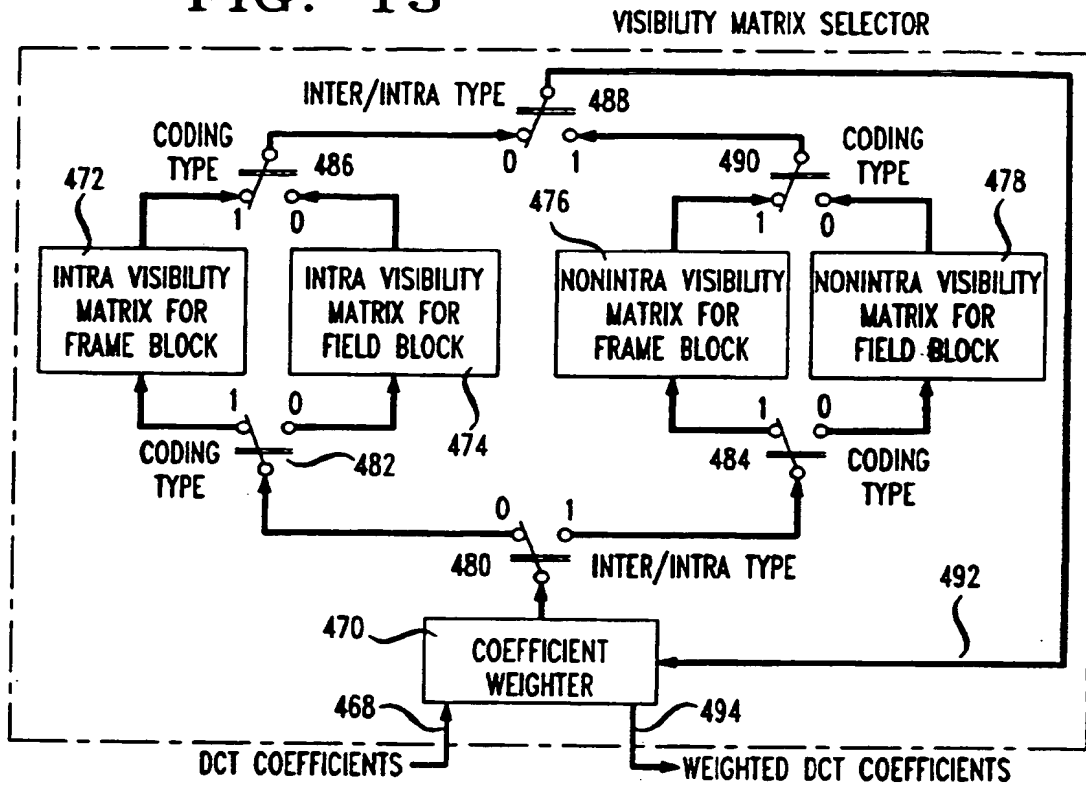 FIG. 13
VISIBILITY MATRIX SELECTOR
INTER/INTRA TYPE
488
0
1
CODING
TYPE
486
1
0
490
CODING
TYPE
1
0
472
476
478
INTRA VISIBILITY
MATRIX FOR
FRAME BLOCK
INTRA VISIBILITY
MATRIX FOR
FIELD BLOCK
NONINTRA VISIBILITY
MATRIX FOR
FRAME BLOCK
NONINTRA VISIBILITY
MATRIX FOR
FIELD BLOCK
1
0
CODING
TYPE
482
474
1
0
484
CODING
TYPE
0
1
480
INTER/INTRA TYPE
492
470
COEFFICIENT
WEIGHTER
468
494
DCT COEFFICIENTS
WEIGHTED DCT COEFFICIENTS